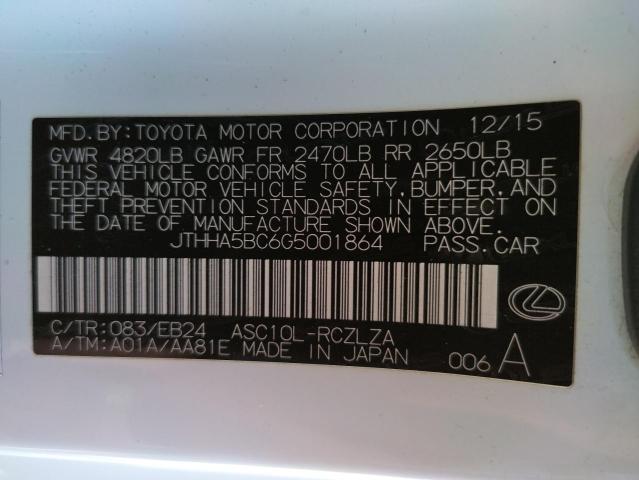 MFD.BY:TOYOTA MOTOR CORPORATION 12/15
GVWR 4820LB GAWR FR 2470LB RR 2650LB
THIS VEHICLE CONFORMS TO ALL APPLICABLE
FEDERAL MOTOR VEHICLE SAFETY, BUMPER, AND
THEFT PREVENTION STANDARDS IN EFFECT ON
THE DATE OF MANUFACTURE SHOWN ABOVE.
JTHHA5BC6G5001864 PASS.CAR
C/TR:083/EB24 ASC10L-RCZLZA
A/TM:A01A/AA81E MADE IN JAPAN 006 A